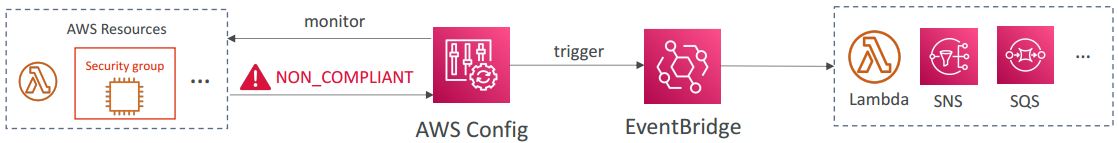 AWS Resources
Security group
...
monitor
NON_COMPLIANT
AWS Config
trigger
EventBridge
Lambda
SNS
SQS
...